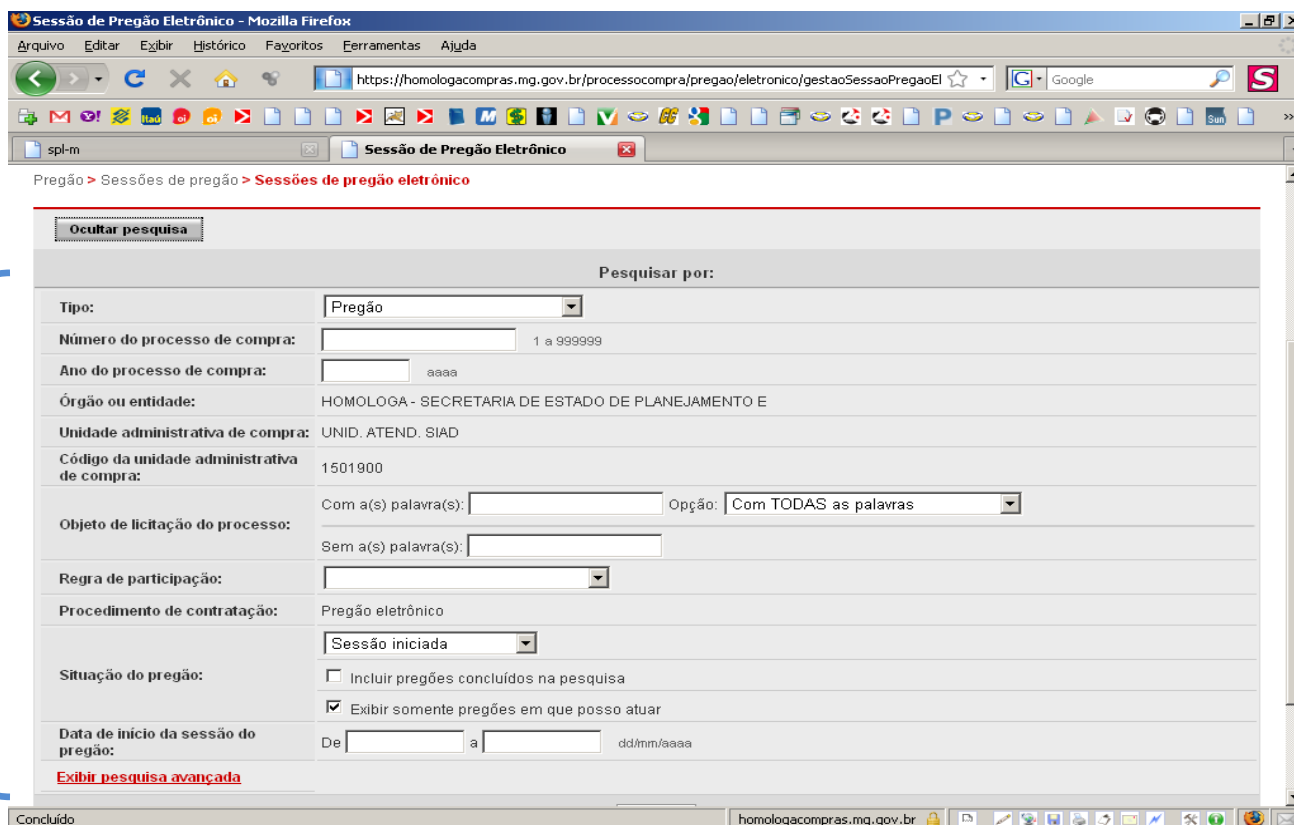 Sessão de Pregão Eletrônico - Mozilla Firefox
Arquivo Editar Exibir Histórico Favoritos Ferramentas Ajuda
https://homologacompras.mg.gov.br/processocompra/pregao/eletronico/gestaoSessaoPregaoEl
Google
spl-m
Sessão de Pregão Eletrônico
Pregão > Sessões de pregão > Sessões de pregão eletrônico
Ocultar pesquisa
Pesquisar por:
Tipo: Pregão
Número do processo de compra: 1 a 999999
Ano do processo de compra: aaaa
Órgão ou entidade: HOMOLOGA - SECRETARIA DE ESTADO DE PLANEJAMENTO E
Unidade administrativa de compra: UNID. ATEND. SIAD
Código da unidade administrativa
de compra: 1501900
Objeto de licitação do processo:
Com a(s) palavra(s): Opção: Com TODAS as palavras
Sem a(s) palavra(s):
Regra de participação:
Procedimento de contratação: Pregão eletrônico
Situação do pregão:
Sessão iniciada
Incluir pregões concluídos na pesquisa
Exibir somente pregões em que posso atuar
Data de início da sessão do
pregão: De a dd/mm/aaaa
Exibir pesquisa avançada
Concluído
homologacompras.mg.gov.br